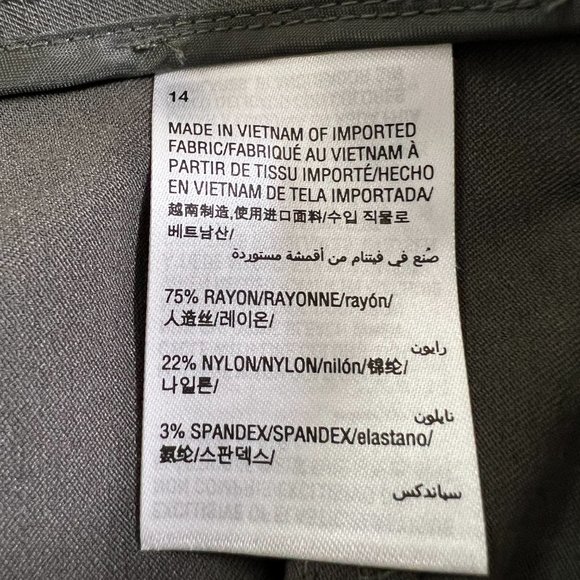 14
MADE IN VIETNAM OF IMPORTED
FABRIC/FABRIQUÉ AU VIETNAM À
PARTIR DE TISSU IMPORTÉ/HECHO
EN VIETNAM DE TELA IMPORTADA/
越南制造,使用进口面料/수입 직물로
베트남산/
صُنع في فيتنام من أقمشة مستوردة
75% RAYON/RAYONNE/rayón/
人造丝/레이온/
رايون
22% NYLON/NYLON/nilón/锦纶/
나일론/
نايلون
3% SPANDEX/SPANDEX/elastano/
氨纶/스판덱스/
سباندكس